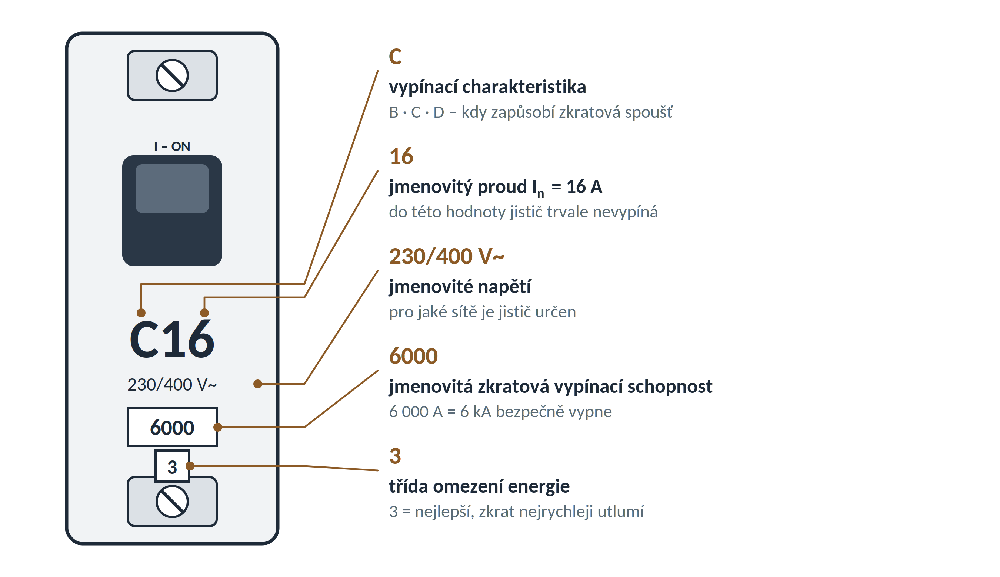 I – ON
C16
230/400 V~
6000
3
C
vypínací charakteristika
B · C · D – kdy zapůsobí zkratová spoušť
16
jmenovitý proud Iₙ = 16 A
do této hodnoty jistič trvale nevypíná
230/400 V~
jmenovité napětí
pro jaké sítě je jistič určen
6000
jmenovitá zkratová vypínací schopnost
6 000 A = 6 kA bezpečně vypne
3
třída omezení energie
3 = nejlepší, zkrat nejrychleji utlumí